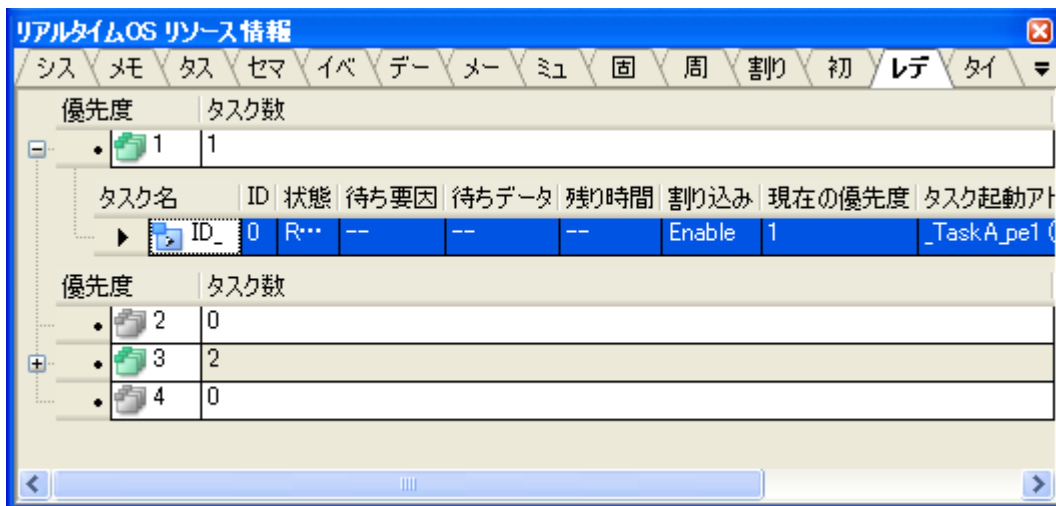 リアルタイムOS リソース情報
シス メモ タス セマ イベ デー メー ミュ 固 周 割り 初 レデ タイ
優先度 タスク数
1 1
タスク名 ID 状態 待ち要因 待ちデータ 残り時間 割り込み 現在の優先度 タスク起動アト
ID_ 0 R… -- -- -- Enable 1 _TaskA_pe1 (
優先度 タスク数
2 0
3 2
4 0